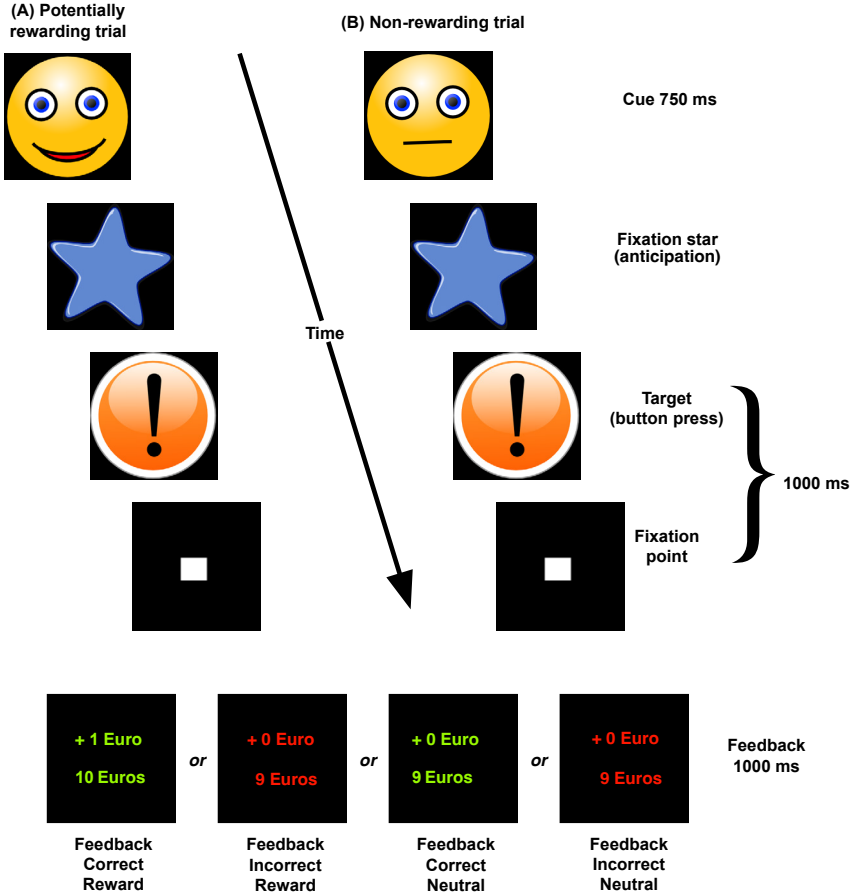 (A) Potentially
rewarding trial
(B) Non-rewarding trial
Cue 750 ms
Fixation star
(anticipation)
Time
Target
(button press)
1000 ms
Fixation
point
+ 1 Euro
10 Euros
or
+ 0 Euro
9 Euros
or
+ 0 Euro
9 Euros
or
+ 0 Euro
9 Euros
Feedback
1000 ms
Feedback
Correct
Reward
Feedback
Incorrect
Reward
Feedback
Correct
Neutral
Feedback
Incorrect
Neutral